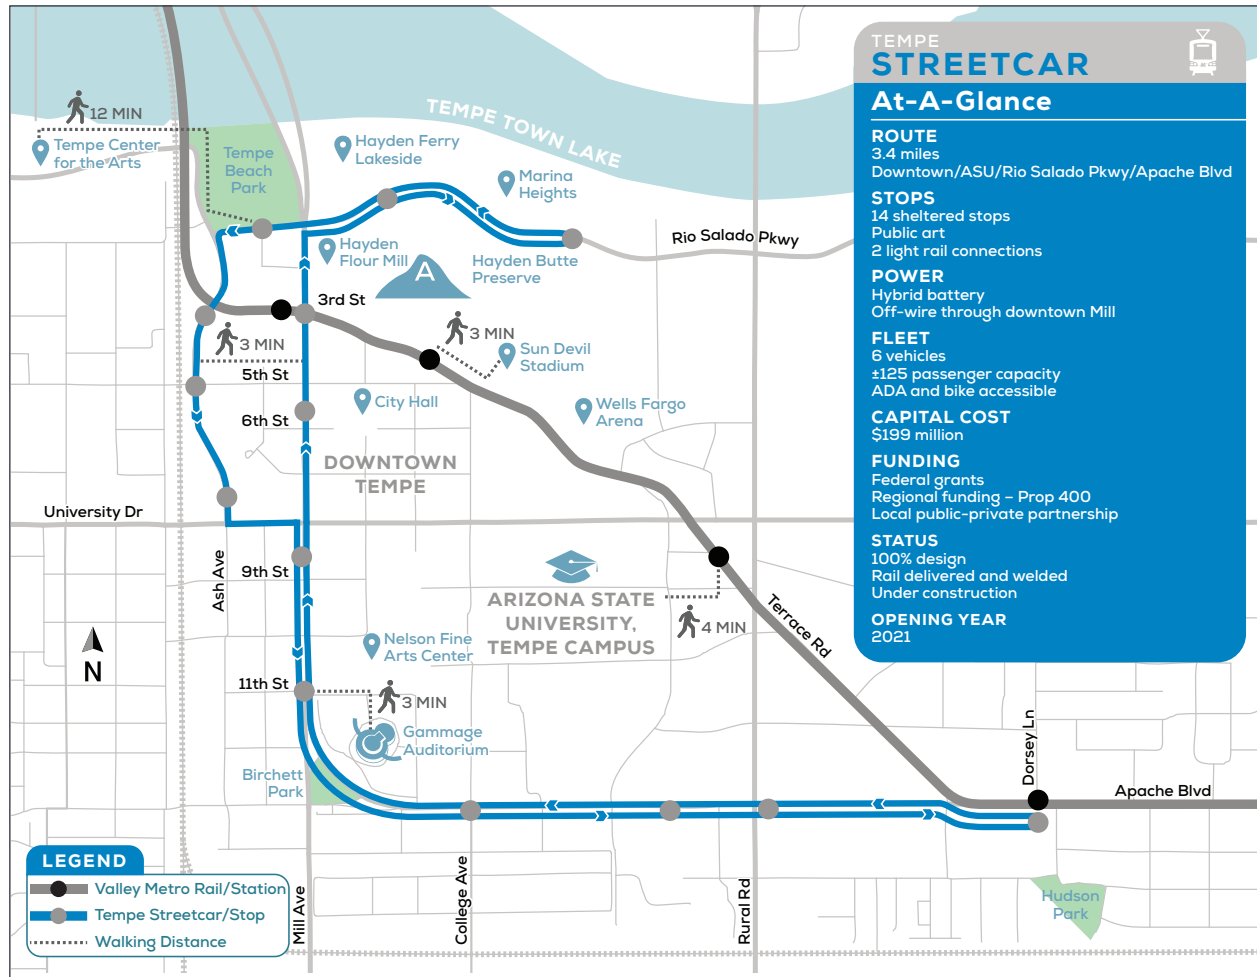 12 MIN
Tempe Center
for the Arts
Tempe
Beach
Park
Hayden Ferry
Lakeside
TEMPE TOWN LAKE
Marina
Heights
Hayden
Flour Mill
A
Hayden Butte
Preserve
Rio Salado Pkwy
3rd St
3 MIN
3 MIN
Sun Devil
Stadium
5th St
City Hall
6th St
Wells Fargo
Arena
DOWNTOWN
TEMPE
University Dr
Ash Ave
9th St
ARIZONA STATE
UNIVERSITY,
TEMPE CAMPUS
4 MIN
Terrace Rd
N
Nelson Fine
Arts Center
11th St
3 MIN
Gammage
Auditorium
Birchett
Park
Dorsey Ln
Apache Blvd
Mill Ave
College Ave
Rural Rd
Hudson
Park
LEGEND
Valley Metro Rail/Station
Tempe Streetcar/Stop
Walking Distance
TEMPE
STREETCAR
At-A-Glance
ROUTE
3.4 miles
Downtown/ASU/Rio Salado Pkwy/Apache Blvd
STOPS
14 sheltered stops
Public art
2 light rail connections
POWER
Hybrid battery
Off-wire through downtown Mill
FLEET
6 vehicles
±125 passenger capacity
ADA and bike accessible
CAPITAL COST
$199 million
FUNDING
Federal grants
Regional funding – Prop 400
Local public-private partnership
STATUS
100% design
Rail delivered and welded
Under construction
OPENING YEAR
2021